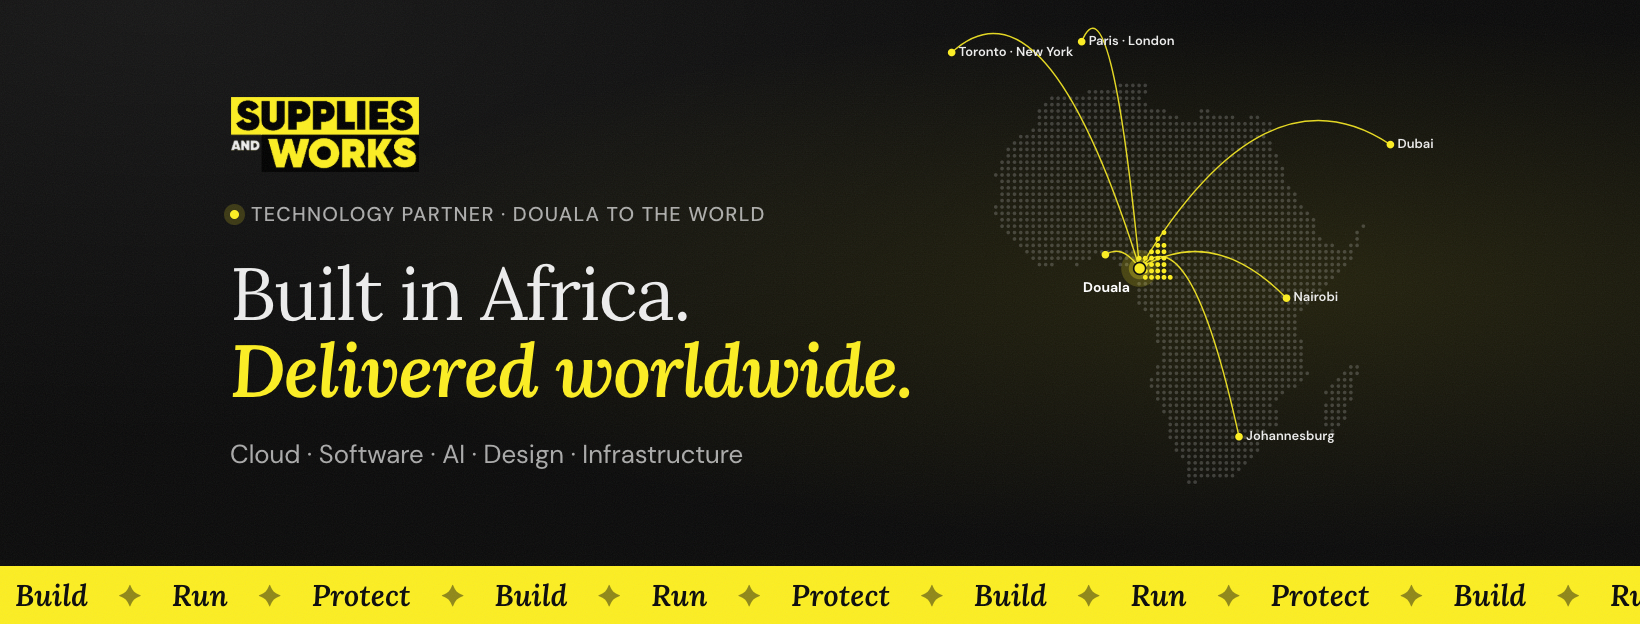 SUPPLIES
AND WORKS
TECHNOLOGY PARTNER · DOUALA TO THE WORLD
Built in Africa.
Delivered worldwide.
Cloud · Software · AI · Design · Infrastructure
Toronto · New York
Paris · London
Dubai
Douala
Nairobi
Johannesburg
Build ✦ Run ✦ Protect ✦ Build ✦ Run ✦ Protect ✦ Build ✦ Run ✦ Protect ✦ Build ✦ Ru